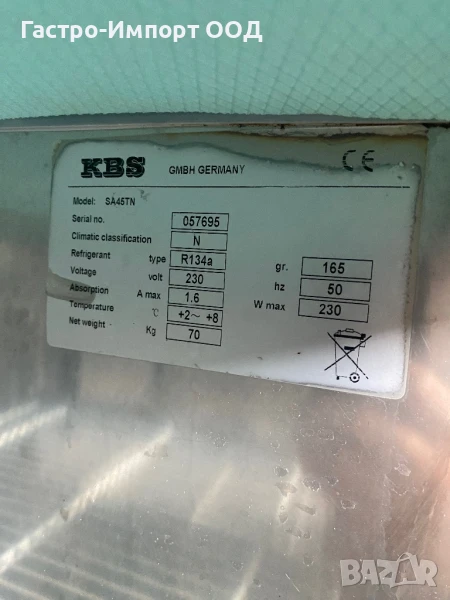 Гастро-Импорт ООД
KBS GMBH GERMANY CE
Model: SA45TN
Serial no. 057695
Climatic classification N
Refrigerant type R134a gr. 165
Voltage volt 230 hz 50
Absorption A max 1.6 W max 230
Temperature °C +2~ +8
Net weight Kg 70
BAZAR